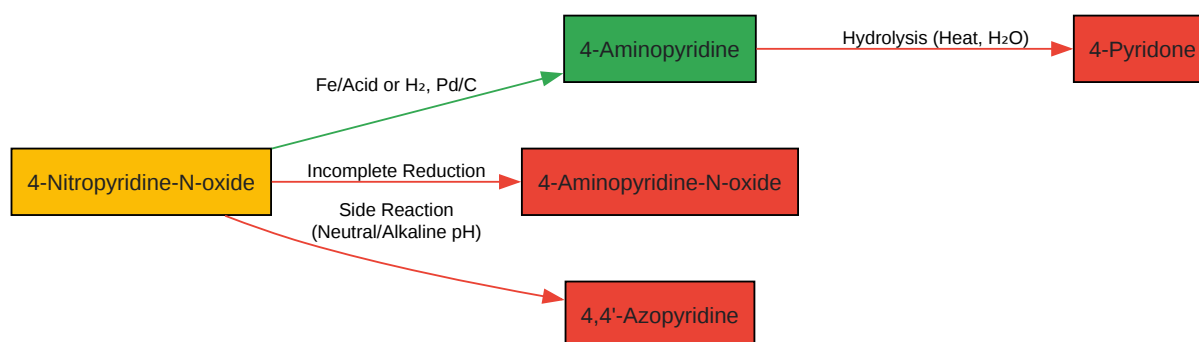 4-Aminopyridine
Hydrolysis (Heat, H₂O)
4-Pyridone
Fe/Acid or H₂, Pd/C
4-Nitropyridine-N-oxide
Incomplete Reduction
4-Aminopyridine-N-oxide
Side Reaction
(Neutral/Alkaline pH)
4,4'-Azopyridine